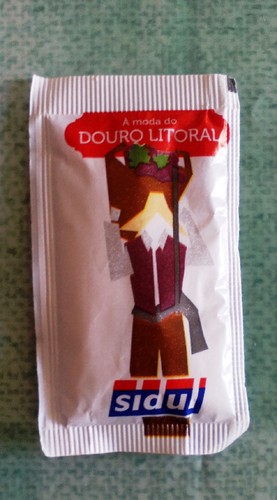 À moda do
DOURO LITORAL
sidul